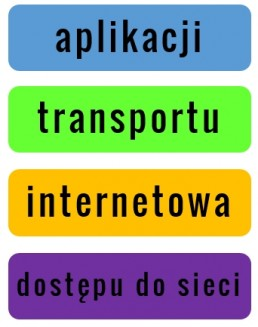 aplikacji
transportu
internetowa
dostępu do sieci